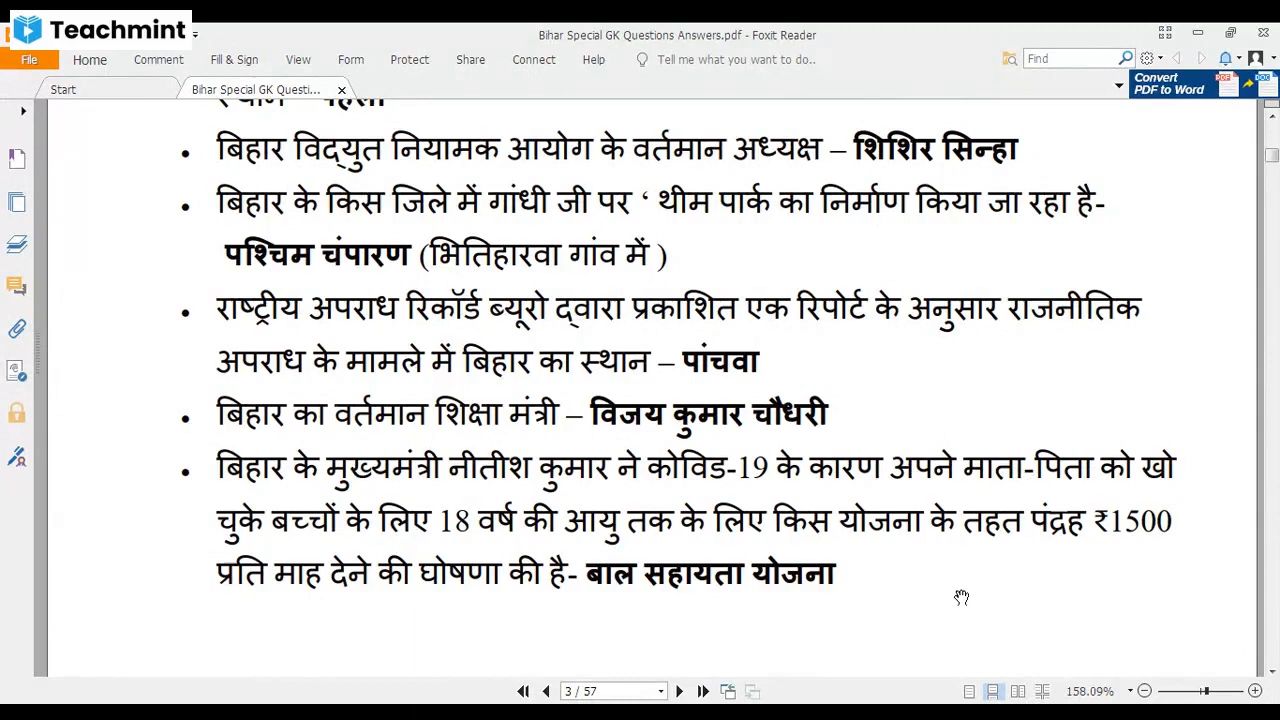 Teachmint
Bihar Special GK Questions Answers.pdf - Foxit Reader
File Home Comment Fill & Sign View Form Protect Share Connect Help Tell me what you want to do.. Find
Start Bihar Special GK Questi... Convert PDF to Word
बिहार विद्युत नियामक आयोग के वर्तमान अध्यक्ष – शिशिर सिन्हा
बिहार के किस जिले में गांधी जी पर ‘ थीम पार्क का निर्माण किया जा रहा है-
पश्चिम चंपारण (भितिहारवा गांव में )
राष्ट्रीय अपराध रिकॉर्ड ब्यूरो द्वारा प्रकाशित एक रिपोर्ट के अनुसार राजनीतिक
अपराध के मामले में बिहार का स्थान – पांचवा
बिहार का वर्तमान शिक्षा मंत्री – विजय कुमार चौधरी
बिहार के मुख्यमंत्री नीतीश कुमार ने कोविड-19 के कारण अपने माता-पिता को खो
चुके बच्चों के लिए 18 वर्ष की आयु तक के लिए किस योजना के तहत पंद्रह ₹1500
प्रति माह देने की घोषणा की है- बाल सहायता योजना
3 / 57 158.09%